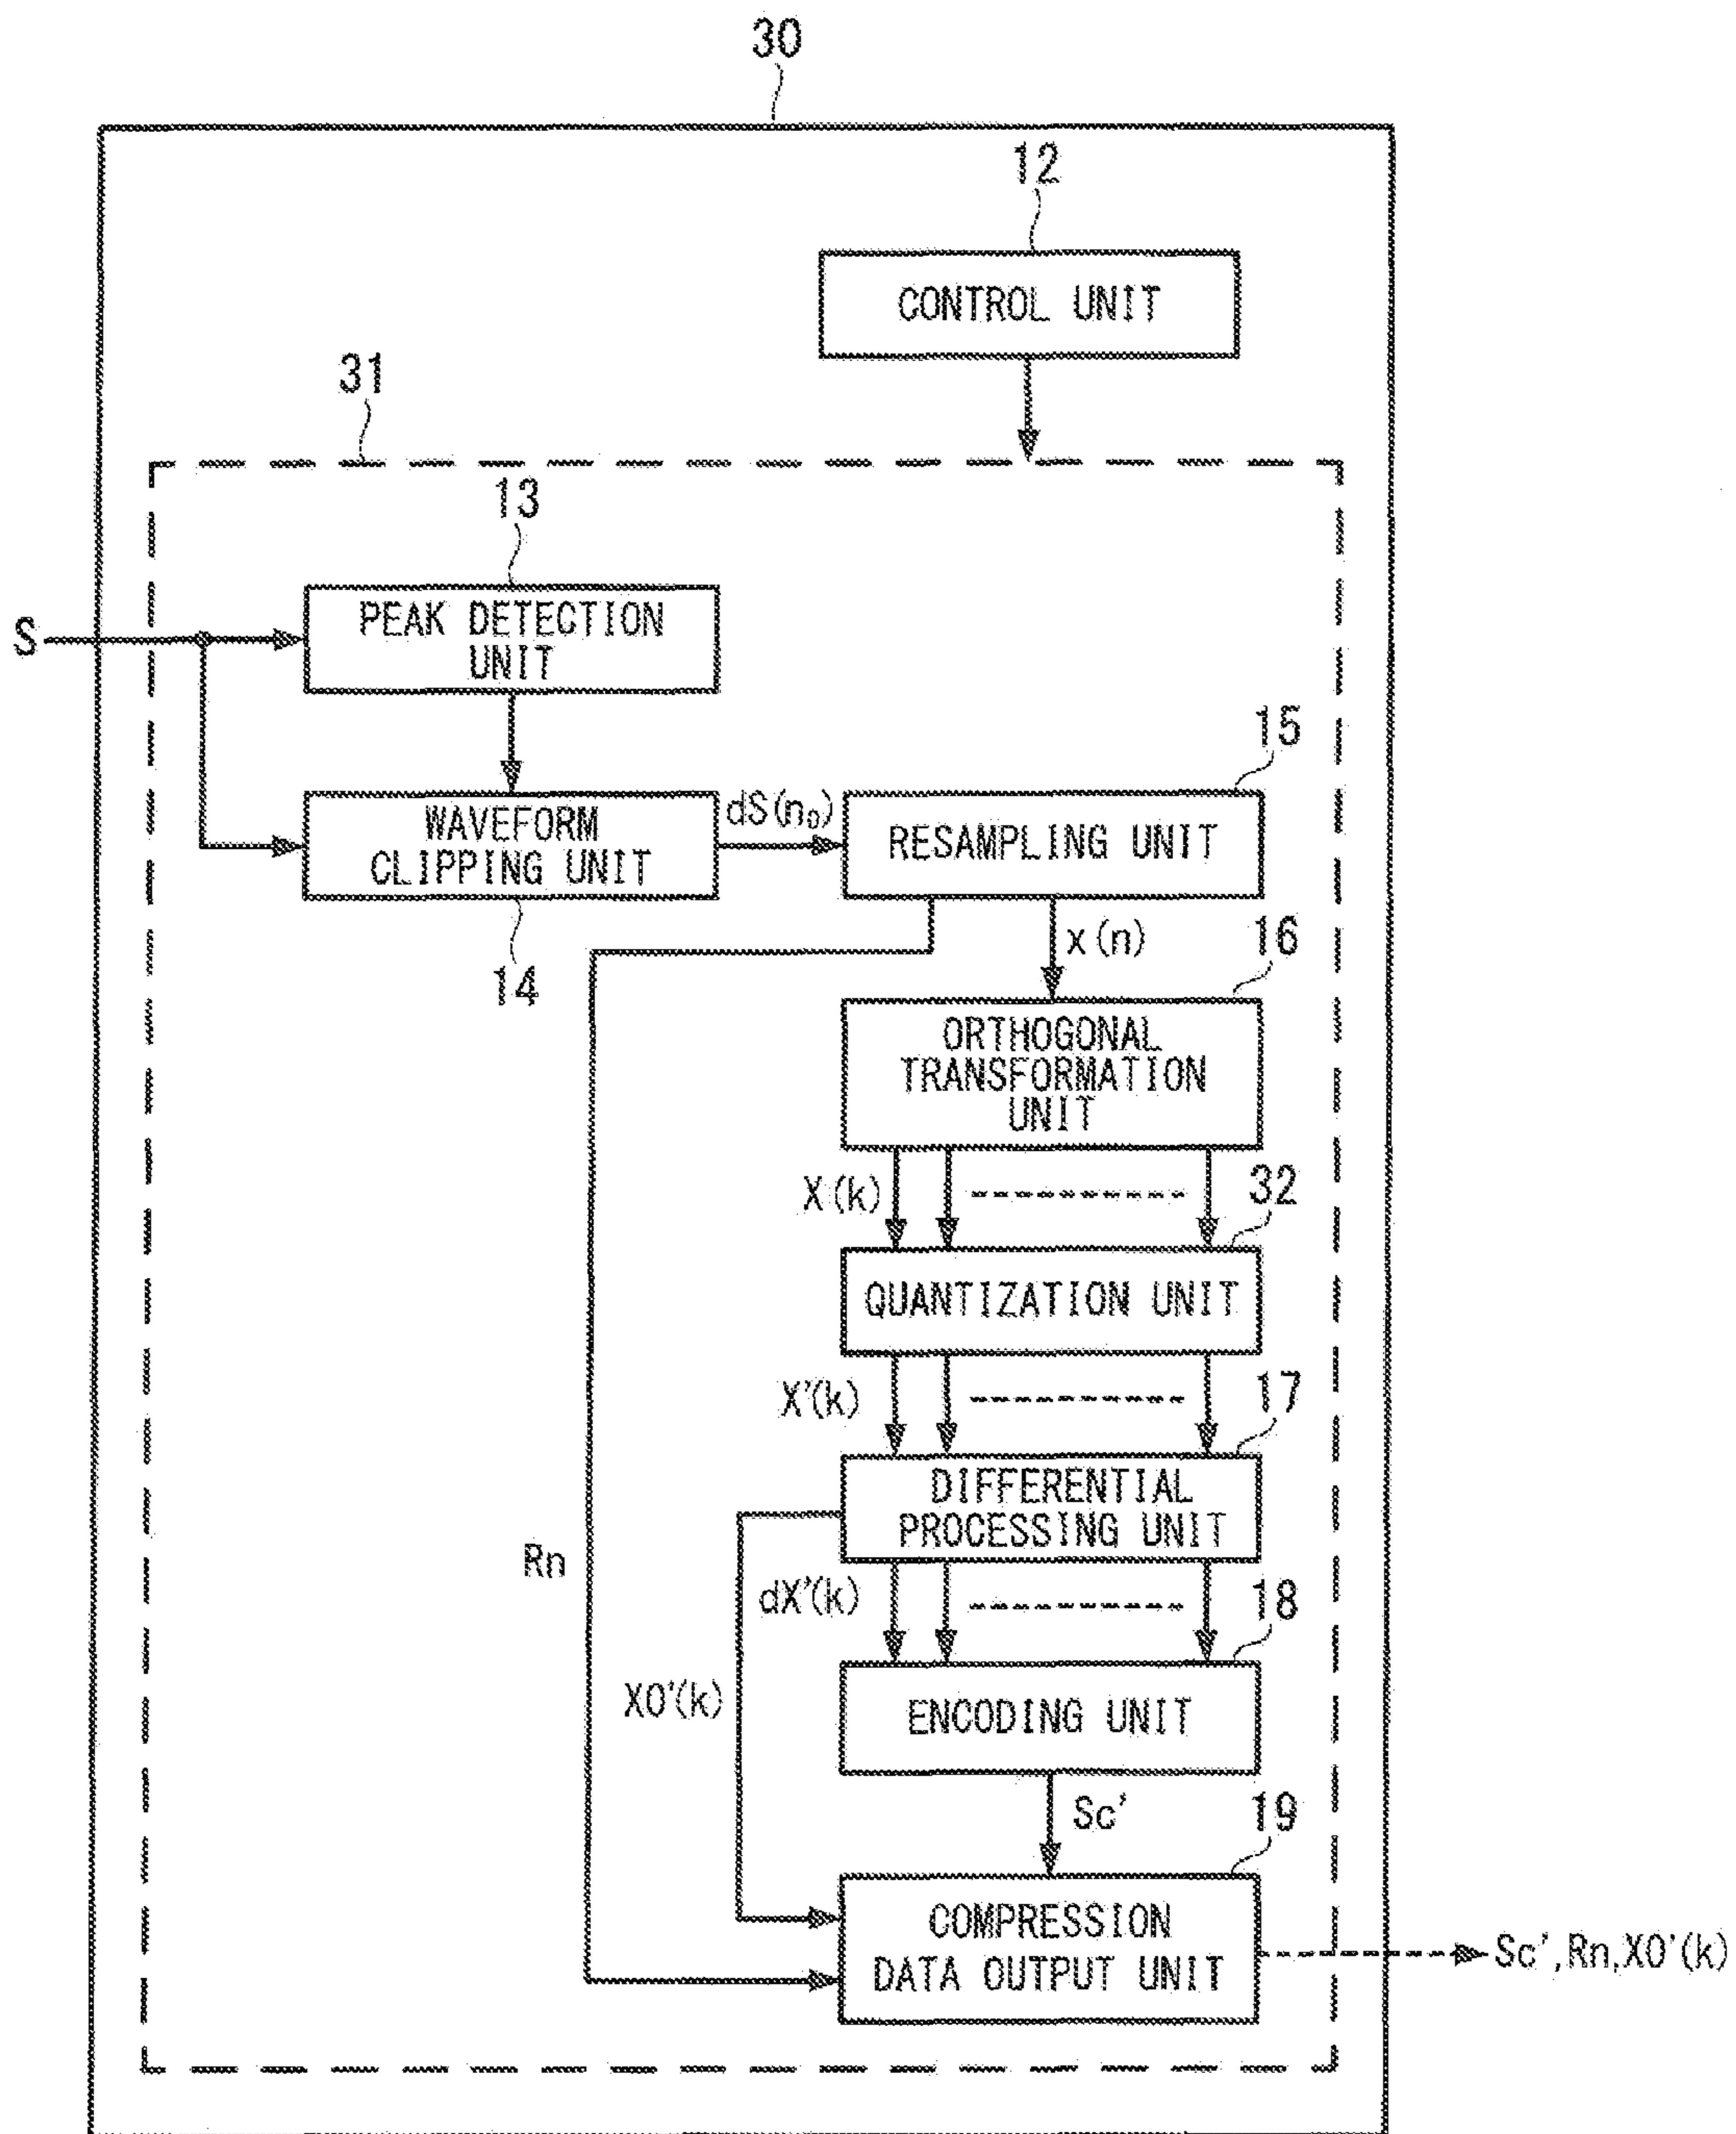 30
12
CONTROL UNIT
31
13
PEAK DETECTION
UNIT
S
15
WAVEFORM
CLIPPING UNIT
dS(n₀)
RESAMPLING UNIT
14
x(n)
16
ORTHOGONAL
TRANSFORMATION
UNIT
X(k)
32
QUANTIZATION UNIT
X'(k)
17
DIFFERENTIAL
PROCESSING UNIT
Rn
dX'(k)
18
X0'(k)
ENCODING UNIT
Sc'
19
COMPRESSION
DATA OUTPUT UNIT
Sc',Rn,X0'(k)